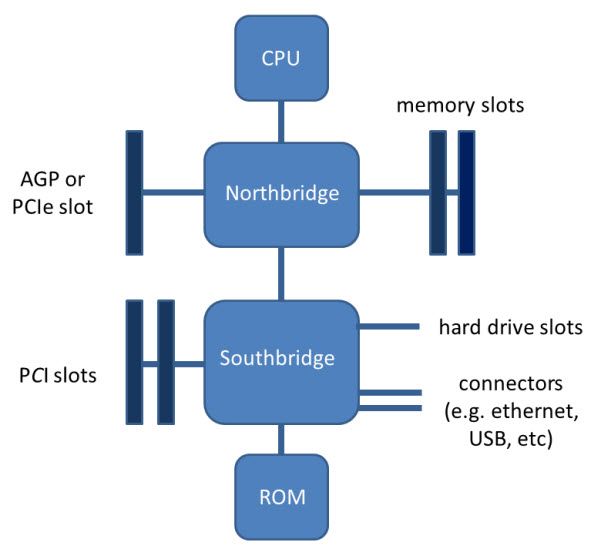 CPU
memory slots
AGP or
PCIe slot
Northbridge
Southbridge
hard drive slots
PCI slots
connectors
(e.g. ethernet,
USB, etc)
ROM